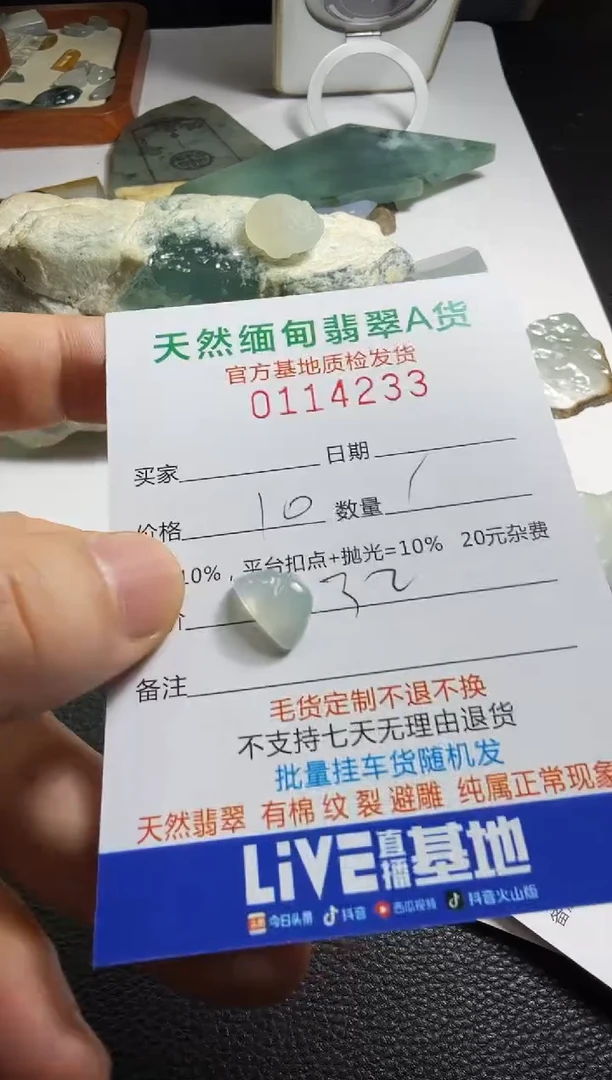 天然缅甸翡翠A货
官方基地质检发货
0114233
买家 日期
价格 10 数量 1
10%，平台扣点+抛光=10% 20元杂费
32
备注
毛货定制不退不换
不支持七天无理由退货
批量挂车货随机发
天然翡翠 有棉纹裂避雕 纯属正常现象
LiVE直播基地
今日头条 抖音 西瓜视频 抖音火山版